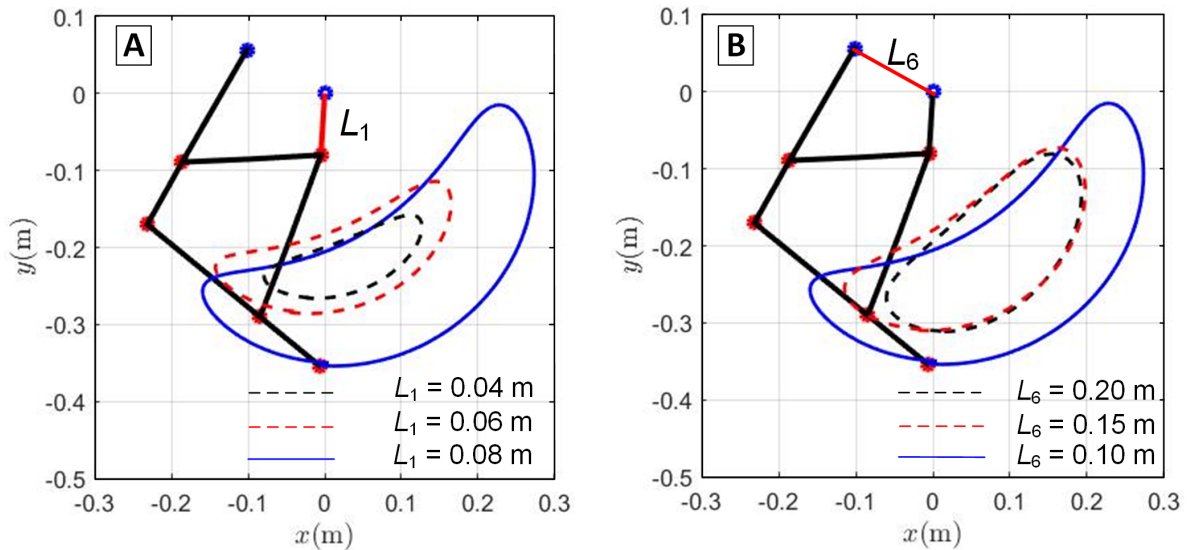 A
L1
0.1
0
-0.1
-0.2
-0.3
-0.4
-0.5
y(m)
-0.3
-0.2
-0.1
0
0.1
0.2
0.3
x(m)
L1 = 0.04 m
L1 = 0.06 m
L1 = 0.08 m
B
L6
0.1
0
-0.1
-0.2
-0.3
-0.4
-0.5
y(m)
-0.3
-0.2
-0.1
0
0.1
0.2
0.3
x(m)
L6 = 0.20 m
L6 = 0.15 m
L6 = 0.10 m